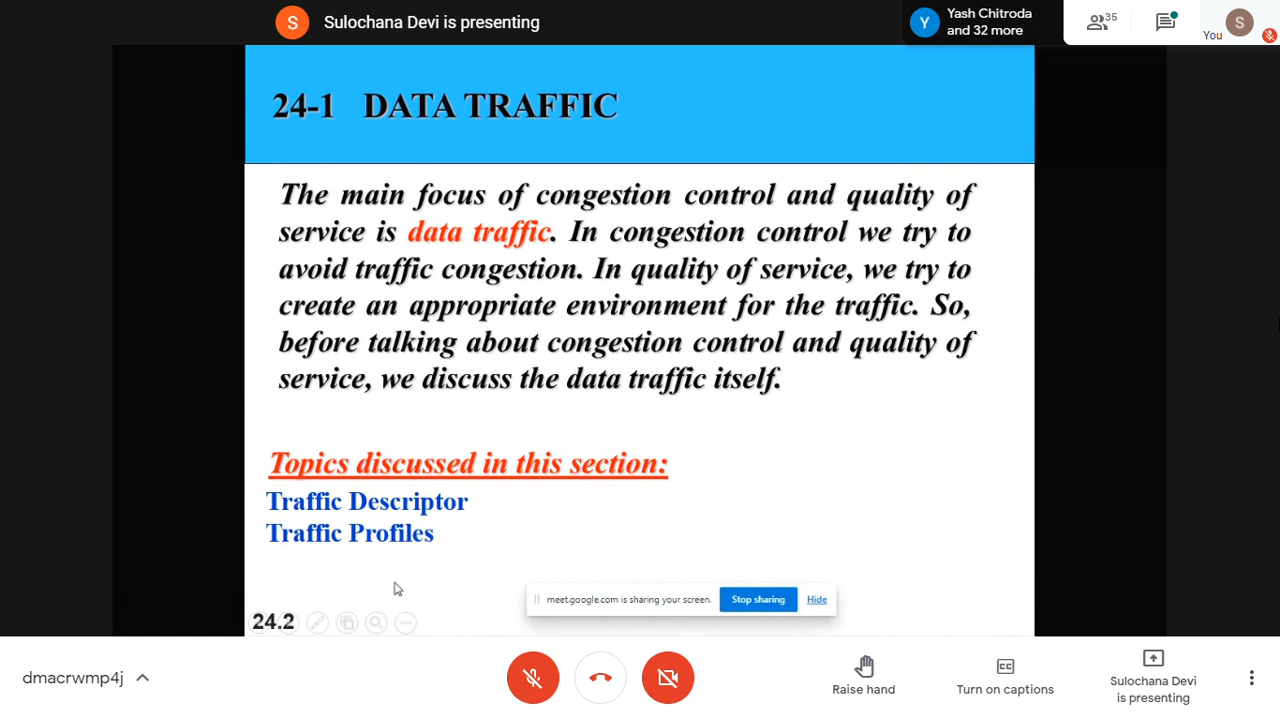 S Sulochana Devi is presenting
Y Yash Chitroda
and 32 more
35
You
S
24-1 DATA TRAFFIC
The main focus of congestion control and quality of
service is data traffic. In congestion control we try to
avoid traffic congestion. In quality of service, we try to
create an appropriate environment for the traffic. So,
before talking about congestion control and quality of
service, we discuss the data traffic itself.
Topics discussed in this section:
Traffic Descriptor
Traffic Profiles
meet.google.com is sharing your screen. Stop sharing Hide
24.2
dmacrwmp4j
Raise hand
CC
Turn on captions
Sulochana Devi
is presenting